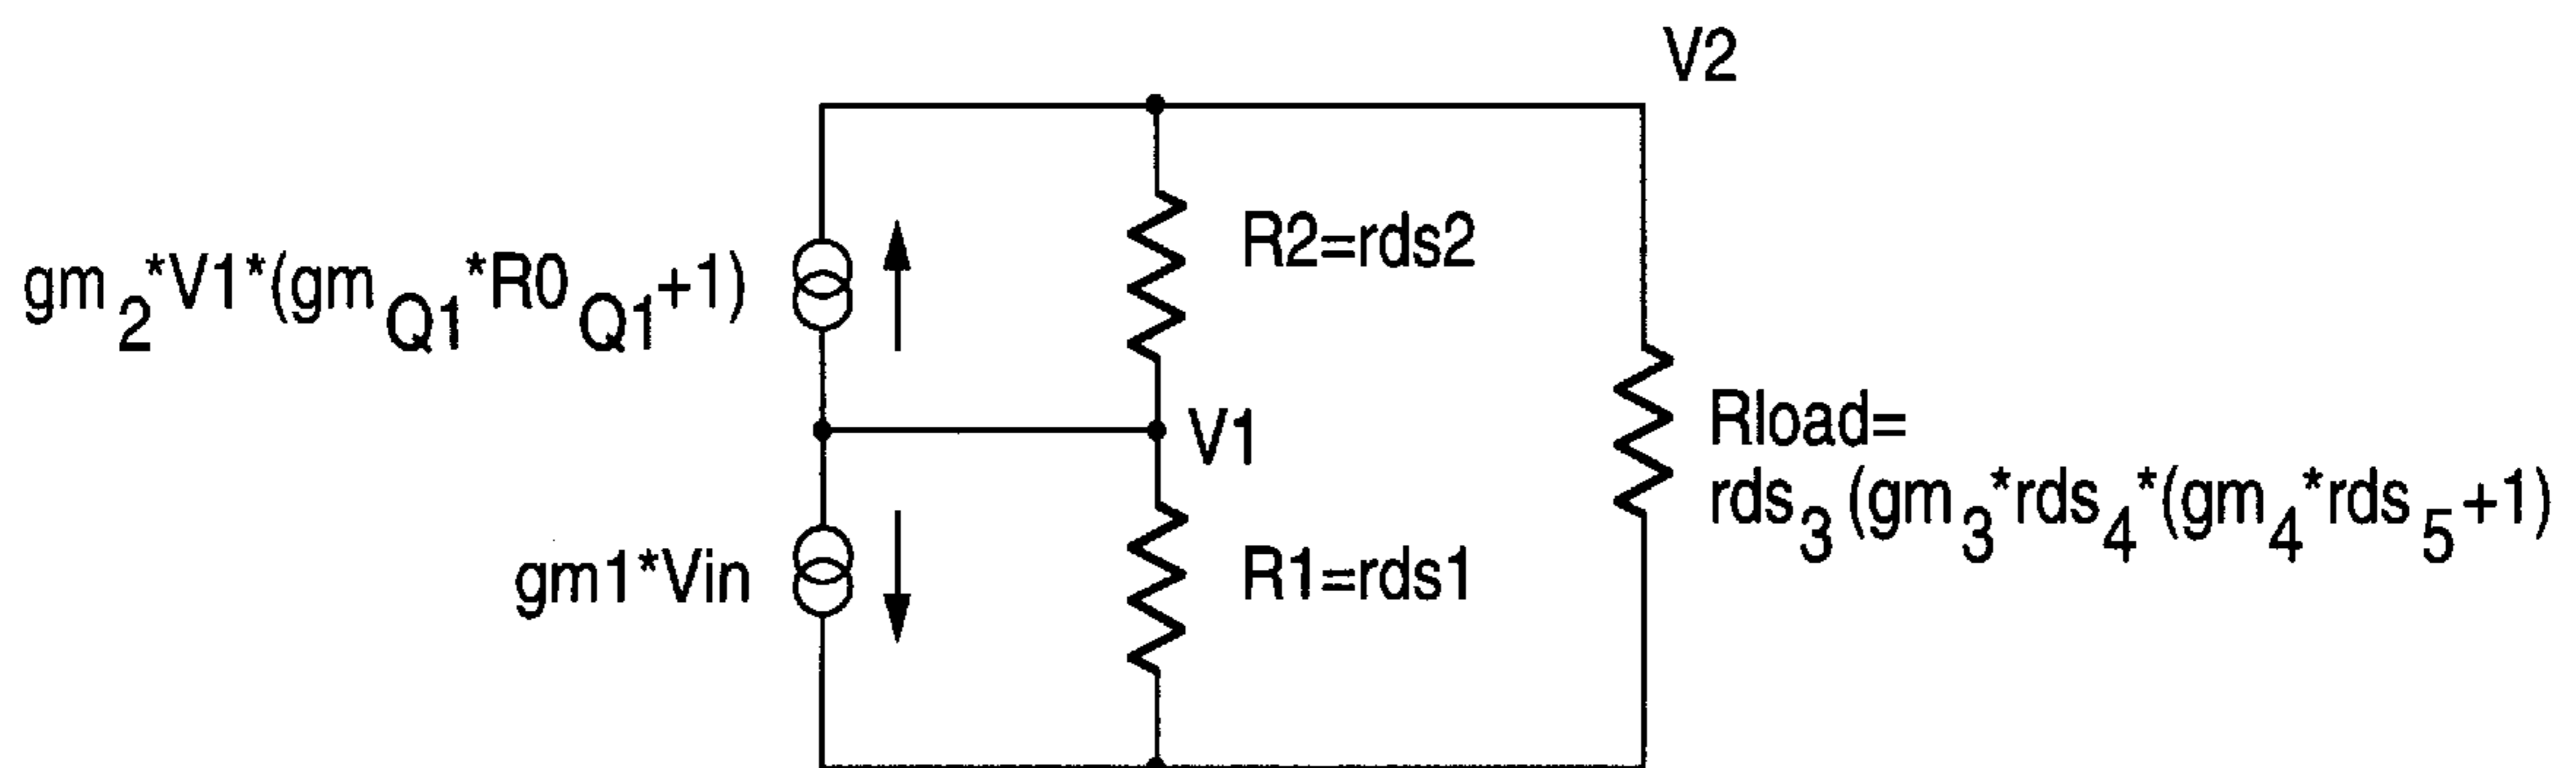 V2
gm2*V1*(gmQ1*R0Q1+1)
R2=rds2
V1
Rload=
rds3(gm3*rds4*(gm4*rds5+1)
gm1*Vin
R1=rds1